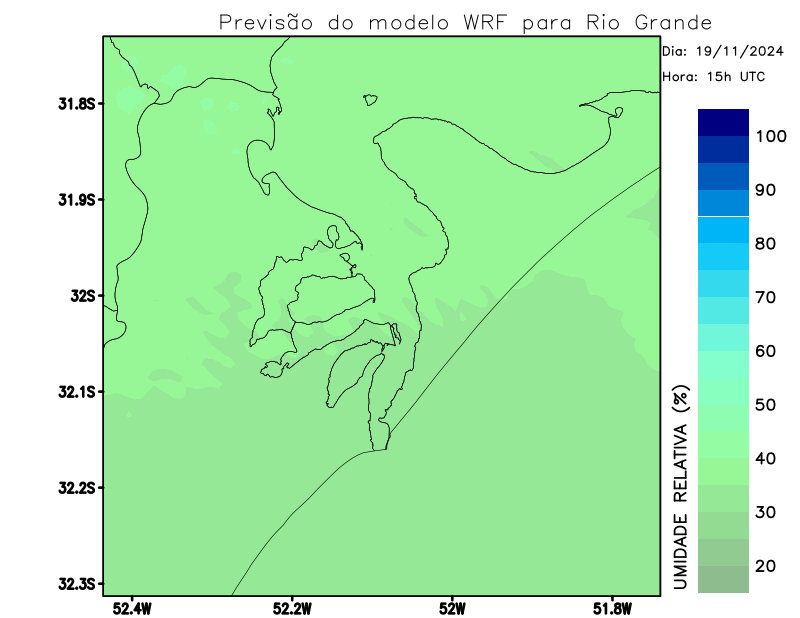 Previsão do modelo WRF para Rio Grande
Dia: 19/11/2024
Hora: 15h UTC
31.8S
31.9S
32S
32.1S
32.2S
32.3S
52.4W
52.2W
52W
51.8W
UMIDADE RELATIVA (%)
100
90
80
70
60
50
40
30
20